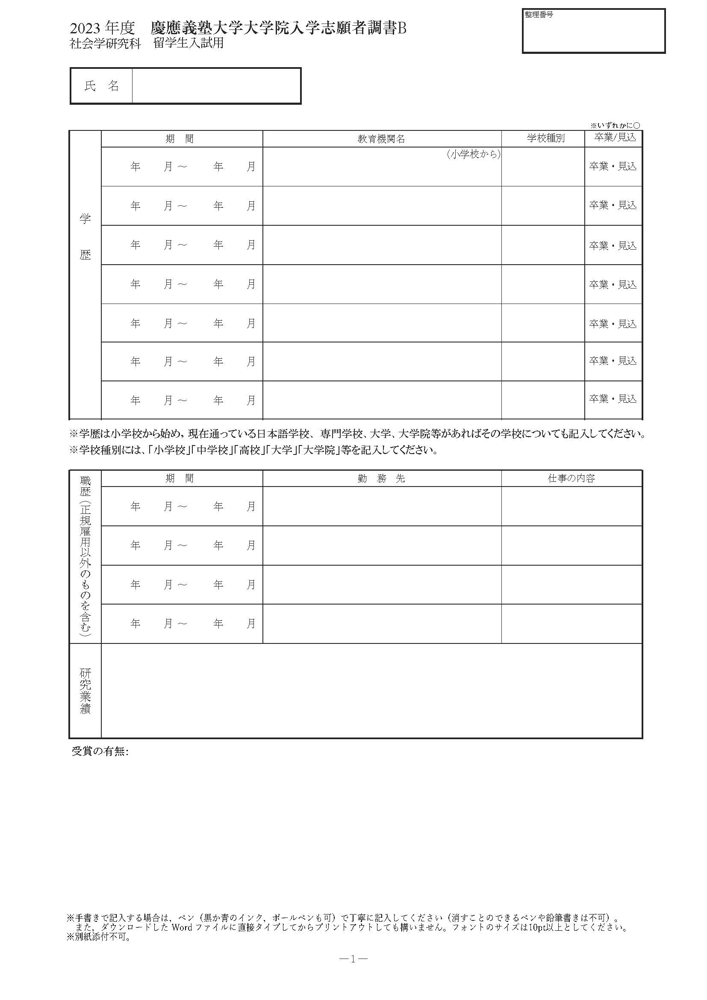 整理番号
2023 年度　慶應義塾大学大学院入学志願者調書B
社会学研究科　留学生入試用
氏　名
※いずれかに○
学歴
期　間　教育機関名　学校種別　卒業/見込
(小学校から)
年　月～　年　月　卒業・見込
年　月～　年　月　卒業・見込
年　月～　年　月　卒業・見込
年　月～　年　月　卒業・見込
年　月～　年　月　卒業・見込
年　月～　年　月　卒業・見込
年　月～　年　月　卒業・見込
※学歴は小学校から始め，現在通っている日本語学校、専門学校、大学、大学院等があればその学校についても記入してください。
※学校種別には、「小学校」「中学校」「高校」「大学」「大学院」等を記入してください。
職歴（正規雇用以外のものを含む）
期　間　勤　務　先　仕事の内容
年　月～　年　月
年　月～　年　月
年　月～　年　月
年　月～　年　月
研究業績
受賞の有無:
※手書きで記入する場合は，ペン（黒か青のインク，ボールペンも可）で丁寧に記入してください（消すことのできるペンや鉛筆書きは不可）。
また，ダウンロードした Word ファイルに直接タイプしてからプリントアウトしても構いません。フォントのサイズは10pt以上としてください。
※別紙添付不可。
―1―